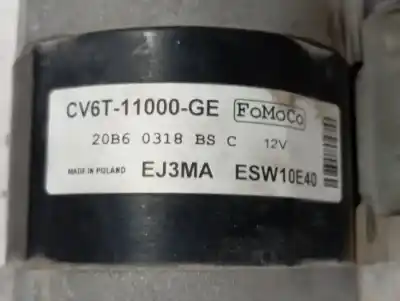 CV6T-11000-GE FoMoCo
20B6 0318 BS C 12V
MADE IN POLAND EJ3MA ESW10E40